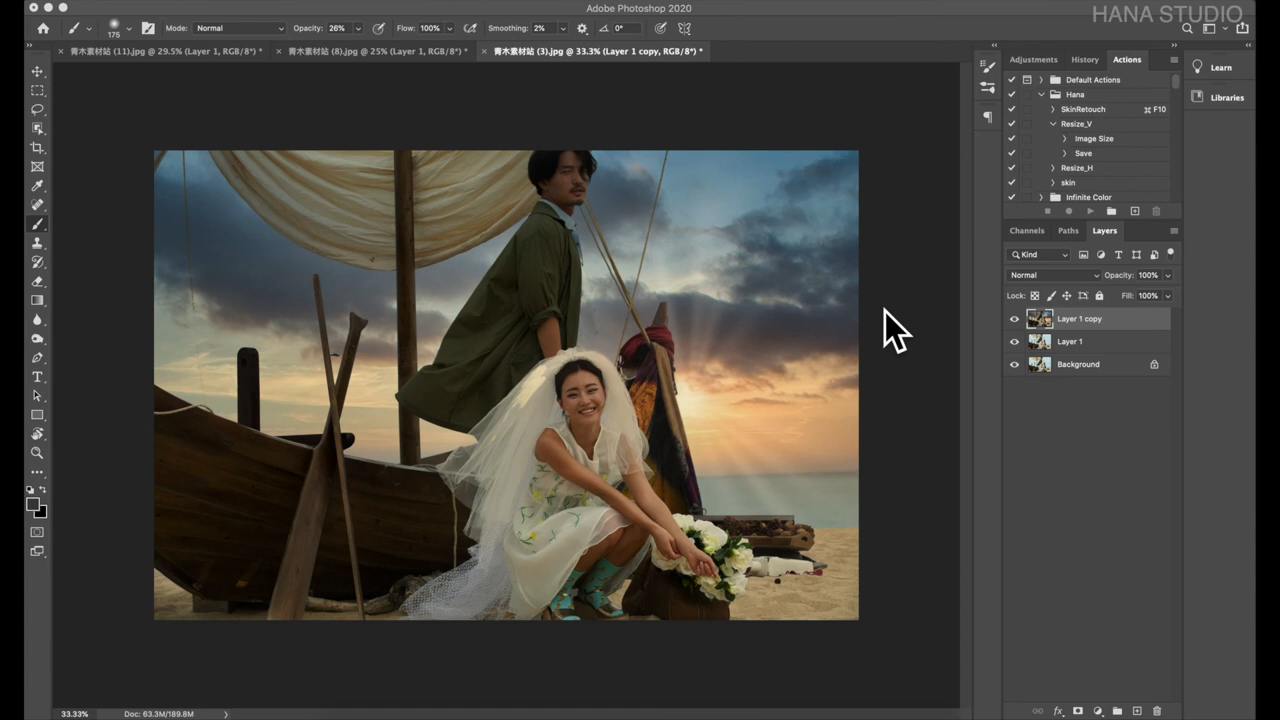 Adobe Photoshop 2020
HANA STUDIO
175
Mode: Normal Opacity: 26% Flow: 100% Smoothing: 2% 0°
× 青木素材站 (11).jpg @ 29.5% (Layer 1, RGB/8*) *
× 青木素材站 (8).jpg @ 25% (Layer 1, RGB/8*) *
× 青木素材站 (3).jpg @ 33.3% (Layer 1 copy, RGB/8*) *
Adjustments History Actions
Learn
Libraries
Default Actions
Hana
SkinRetouch ⌘ F10
Resize_V
Image Size
Save
Resize_H
skin
Infinite Color
Channels Paths Layers
Kind
Normal Opacity: 100%
Lock: Fill: 100%
Layer 1 copy
Layer 1
Background
33.33% Doc: 63.3M/189.8M